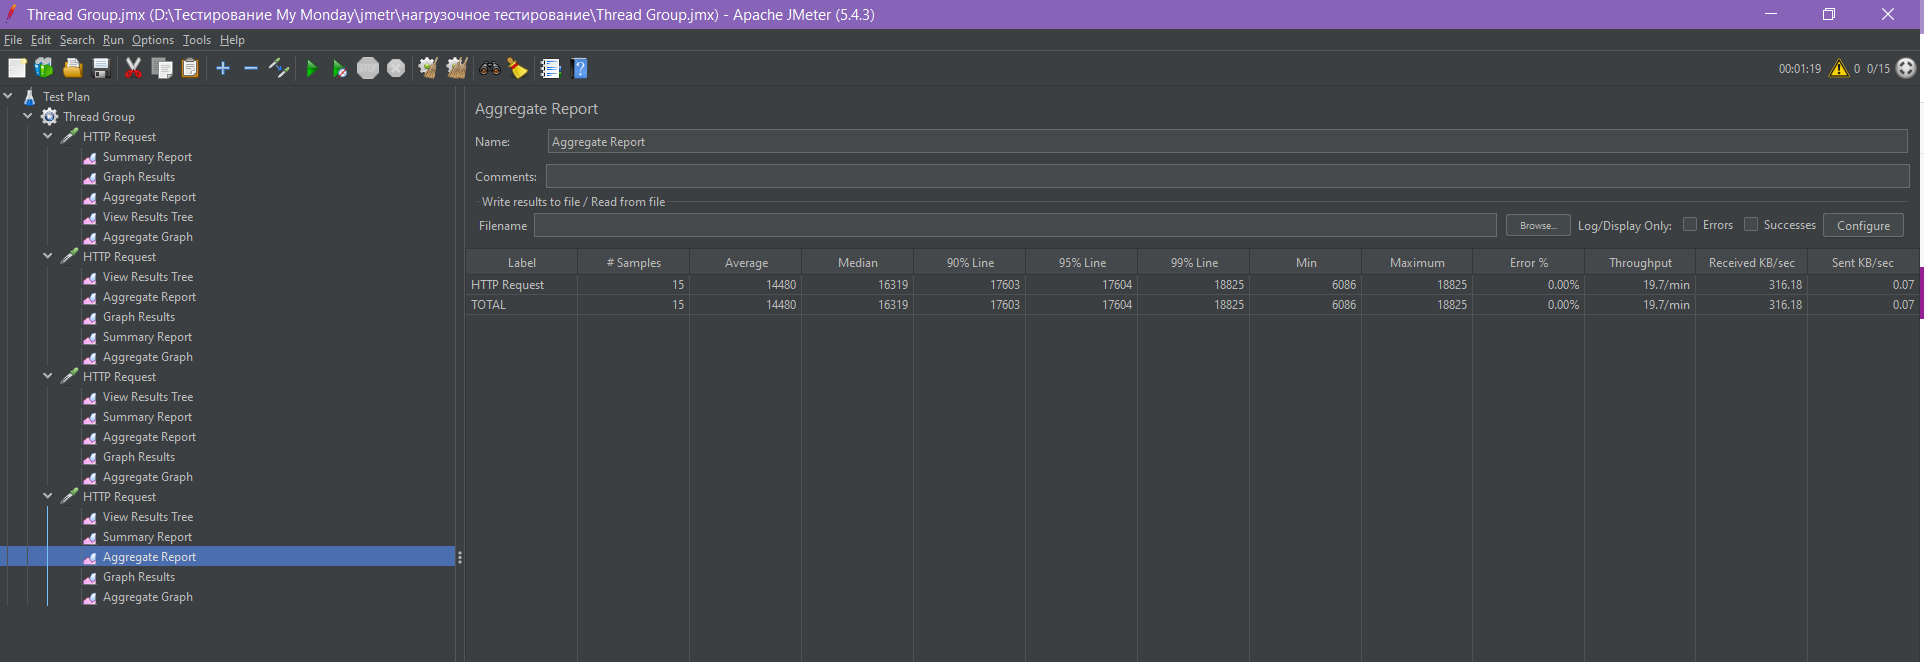 Thread Group.jmx (D:\Тестирование My Monday\jmetr\нагрузочное тестирование\Thread Group.jmx) - Apache JMeter (5.4.3)
File Edit Search Run Options Tools Help
00:01:19 0 0/15
Test Plan
Thread Group
HTTP Request
Summary Report
Graph Results
Aggregate Report
View Results Tree
Aggregate Graph
HTTP Request
View Results Tree
Aggregate Report
Graph Results
Summary Report
Aggregate Graph
HTTP Request
View Results Tree
Summary Report
Aggregate Report
Graph Results
Aggregate Graph
HTTP Request
View Results Tree
Summary Report
Aggregate Report
Graph Results
Aggregate Graph
Aggregate Report
Name: Aggregate Report
Comments:
Write results to file / Read from file
Filename Browse... Log/Display Only: Errors Successes Configure
Label # Samples Average Median 90% Line 95% Line 99% Line Min Maximum Error % Throughput Received KB/sec Sent KB/sec
HTTP Request 15 14480 16319 17603 17604 18825 6086 18825 0.00% 19.7/min 316.18 0.07
TOTAL 15 14480 16319 17603 17604 18825 6086 18825 0.00% 19.7/min 316.18 0.07